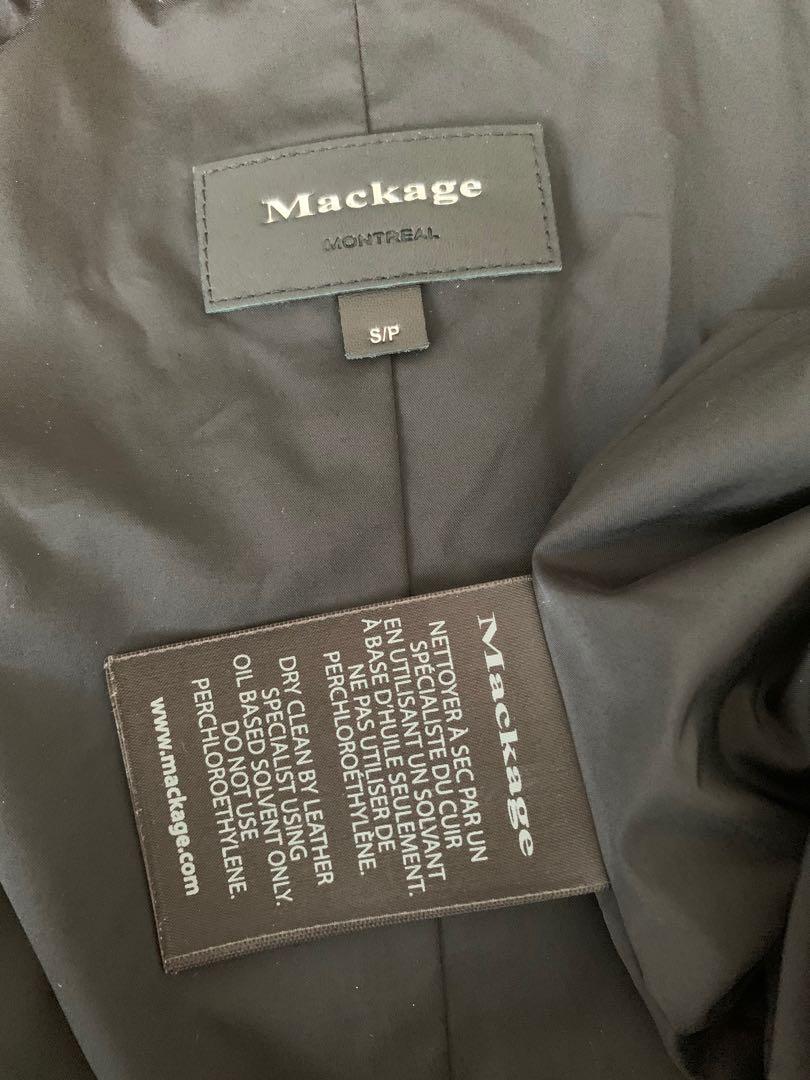 Mackage
MONTREAL
S/P
Mackage
NETTOYER À SEC PAR UN
SPÉCIALISTE DU CUIR
EN UTILISANT UN SOLVANT
À BASE D'HUILE SEULEMENT.
NE PAS UTILISER DE
PERCHLOROÉTHYLÈNE.
DRY CLEAN BY LEATHER
SPECIALIST USING
OIL BASED SOLVENT ONLY.
DO NOT USE
PERCHLOROETHYLENE.
www.mackage.com